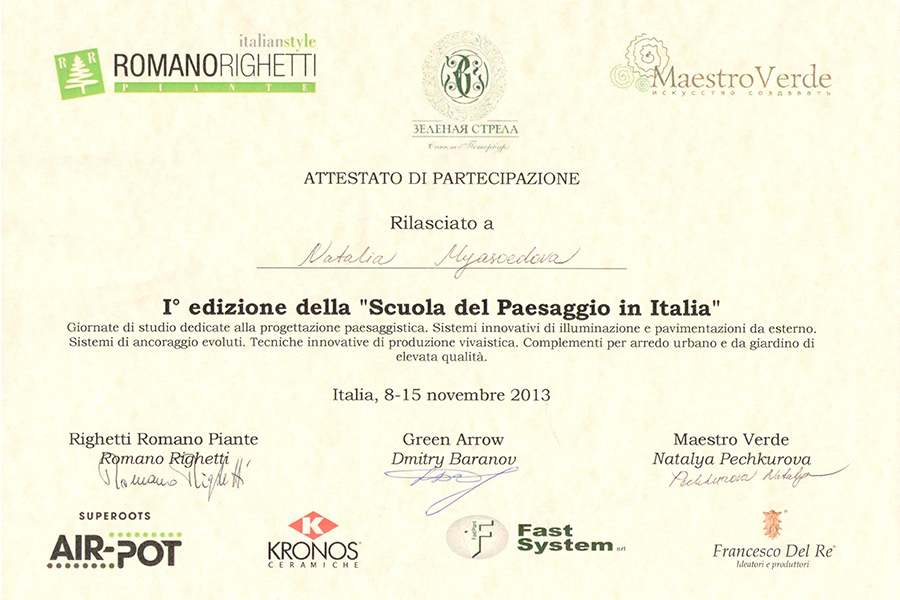 italianstyle
R R
ROMANORIGHETTI
PIANTE
ЗЕЛЕНАЯ СТРЕЛА
Санкт-Петербург
MaestroVerde
искусство создавать
ATTESTATO DI PARTECIPAZIONE
Rilasciato a
Natalia Myasoedova
I° edizione della "Scuola del Paesaggio in Italia"
Giornate di studio dedicate alla progettazione paesaggistica. Sistemi innovativi di illuminazione e pavimentazioni da esterno.
Sistemi di ancoraggio evoluti. Tecniche innovative di produzione vivaistica. Complementi per arredo urbano e da giardino di
elevata qualità.
Italia, 8-15 novembre 2013
Righetti Romano Piante
Romano Righetti
Romano Righetti
Green Arrow
Dmitry Baranov
Maestro Verde
Natalya Pechkurova
Pechkurova Natalya
SUPEROOTS
AIR-POT
K
KRONOS®
CERAMICHE
Fast
System srl
Francesco Del Re®
Ideatori e produttori